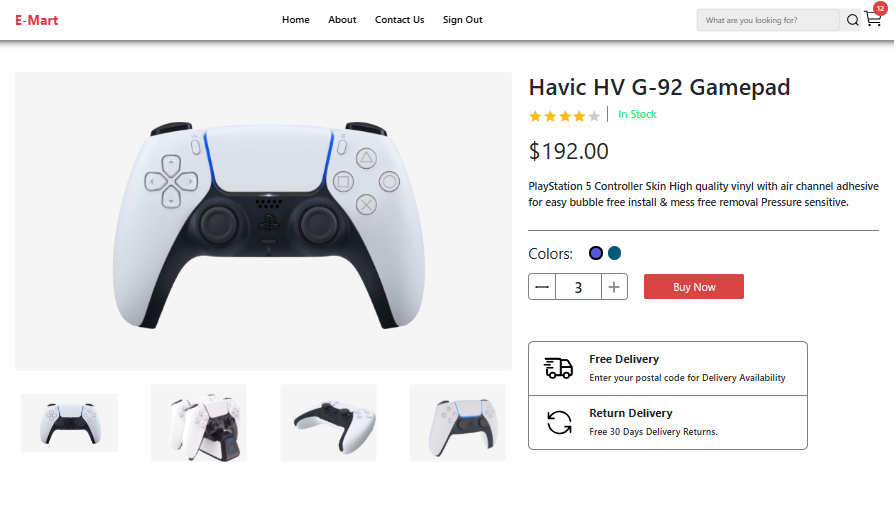 E-Mart
Home
About
Contact Us
Sign Out
What are you looking for?
12
Havic HV G-92 Gamepad
In Stock
$192.00
PlayStation 5 Controller Skin High quality vinyl with air channel adhesive
for easy bubble free install & mess free removal Pressure sensitive.
Colors:
3
Buy Now
Free Delivery
Enter your postal code for Delivery Availability
Return Delivery
Free 30 Days Delivery Returns.